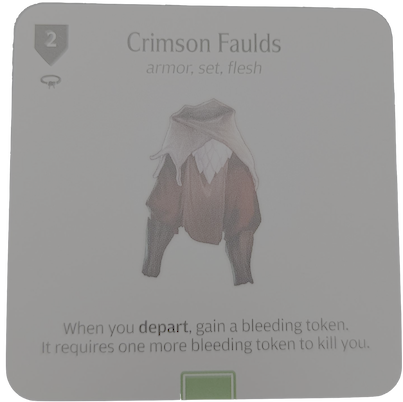 2
Crimson Faulds
armor, set, flesh
When you depart, gain a bleeding token.
It requires one more bleeding token to kill you.